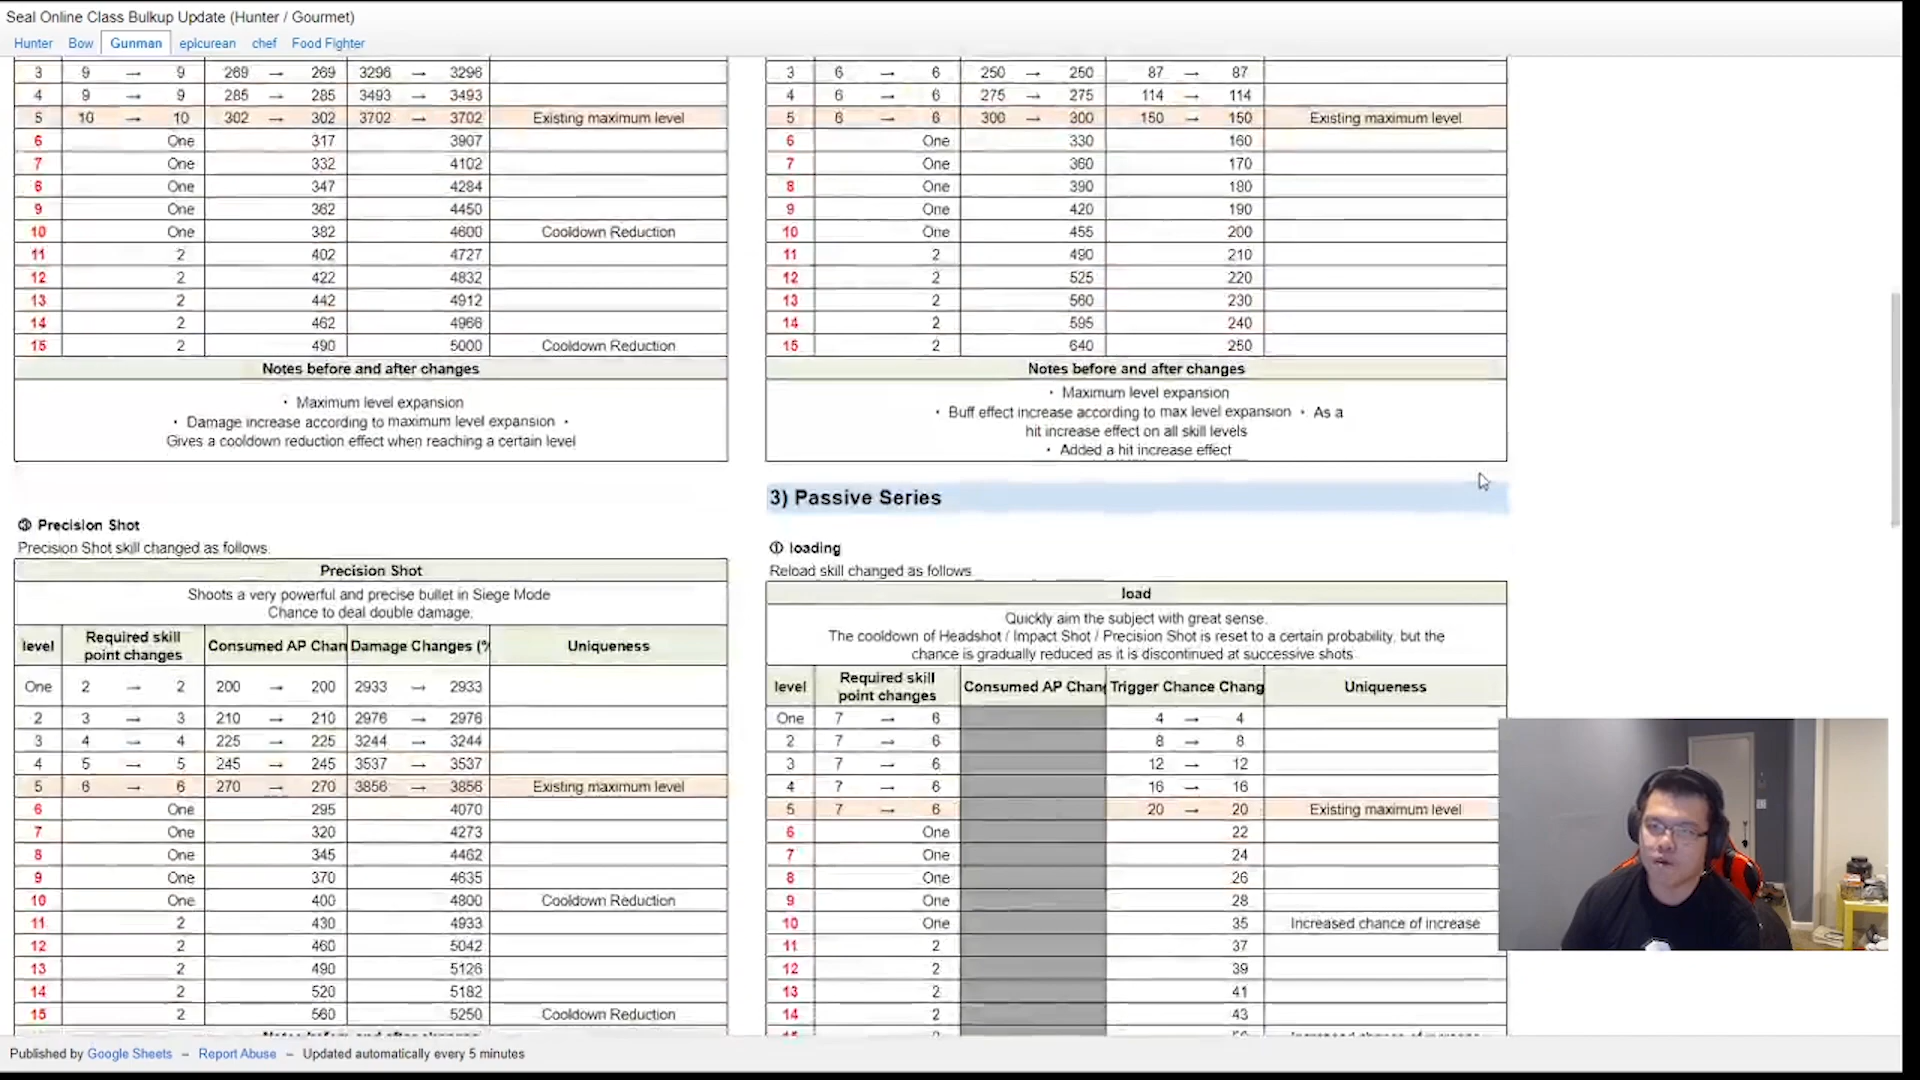 Seal Online Class Bulkup Update (Hunter / Gourmet)
Hunter Bow Gunman epicurean chef Food Fighter
3 9 → 9 269 → 269 3296 → 3296
4 9 → 9 285 → 285 3493 → 3493
5 10 → 10 302 → 302 3702 → 3702 Existing maximum level
6 One 317 3907
7 One 332 4102
8 One 347 4284
9 One 362 4450
10 One 382 4600 Cooldown Reduction
11 2 402 4727
12 2 422 4832
13 2 442 4912
14 2 462 4966
15 2 490 5000 Cooldown Reduction
Notes before and after changes
• Maximum level expansion
• Damage increase according to maximum level expansion •
Gives a cooldown reduction effect when reaching a certain level
③ Precision Shot
Precision Shot skill changed as follows.
Precision Shot
Shoots a very powerful and precise bullet in Siege Mode
Chance to deal double damage.
level Required skill point changes Consumed AP Chan Damage Changes (% Uniqueness
One 2 → 2 200 → 200 2933 → 2933
2 3 → 3 210 → 210 2976 → 2976
3 4 → 4 225 → 225 3244 → 3244
4 5 → 5 245 → 245 3537 → 3537
5 6 → 6 270 → 270 3856 → 3856 Existing maximum level
6 One 295 4070
7 One 320 4273
8 One 345 4462
9 One 370 4635
10 One 400 4800 Cooldown Reduction
11 2 430 4933
12 2 460 5042
13 2 490 5126
14 2 520 5182
15 2 560 5250 Cooldown Reduction
3 6 → 6 250 → 250 87 → 87
4 6 → 6 275 → 275 114 → 114
5 6 → 6 300 → 300 150 → 150 Existing maximum level
6 One 330 160
7 One 360 170
8 One 390 180
9 One 420 190
10 One 455 200
11 2 490 210
12 2 525 220
13 2 560 230
14 2 595 240
15 2 640 250
Notes before and after changes
• Maximum level expansion
• Buff effect increase according to max level expansion • As a
hit increase effect on all skill levels
• Added a hit increase effect
3) Passive Series
① loading
Reload skill changed as follows
load
Quickly aim the subject with great sense.
The cooldown of Headshot / Impact Shot / Precision Shot is reset to a certain probability, but the
chance is gradually reduced as it is discontinued at successive shots
level Required skill point changes Consumed AP Chang Trigger Chance Chang Uniqueness
One 7 → 6 4 → 4
2 7 → 6 8 → 8
3 7 → 6 12 → 12
4 7 → 6 16 → 16
5 7 → 6 20 → 20 Existing maximum level
6 One 22
7 One 24
8 One 26
9 One 28
10 One 35 Increased chance of increase
11 2 37
12 2 39
13 2 41
14 2 43
Published by Google Sheets – Report Abuse – Updated automatically every 5 minutes